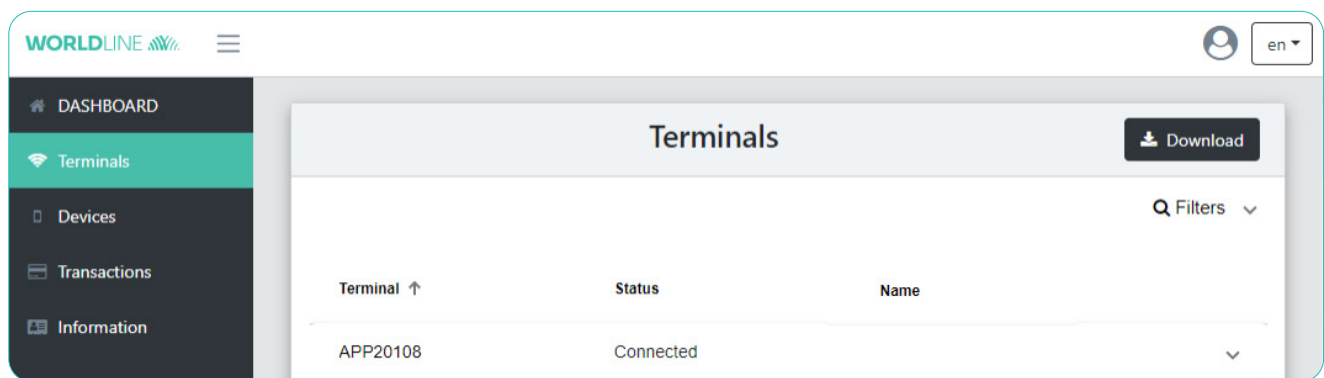 WORLDLINE
en
DASHBOARD
Terminals
Devices
Transactions
Information
Terminals
Download
Filters
Terminal Status Name
APP20108 Connected